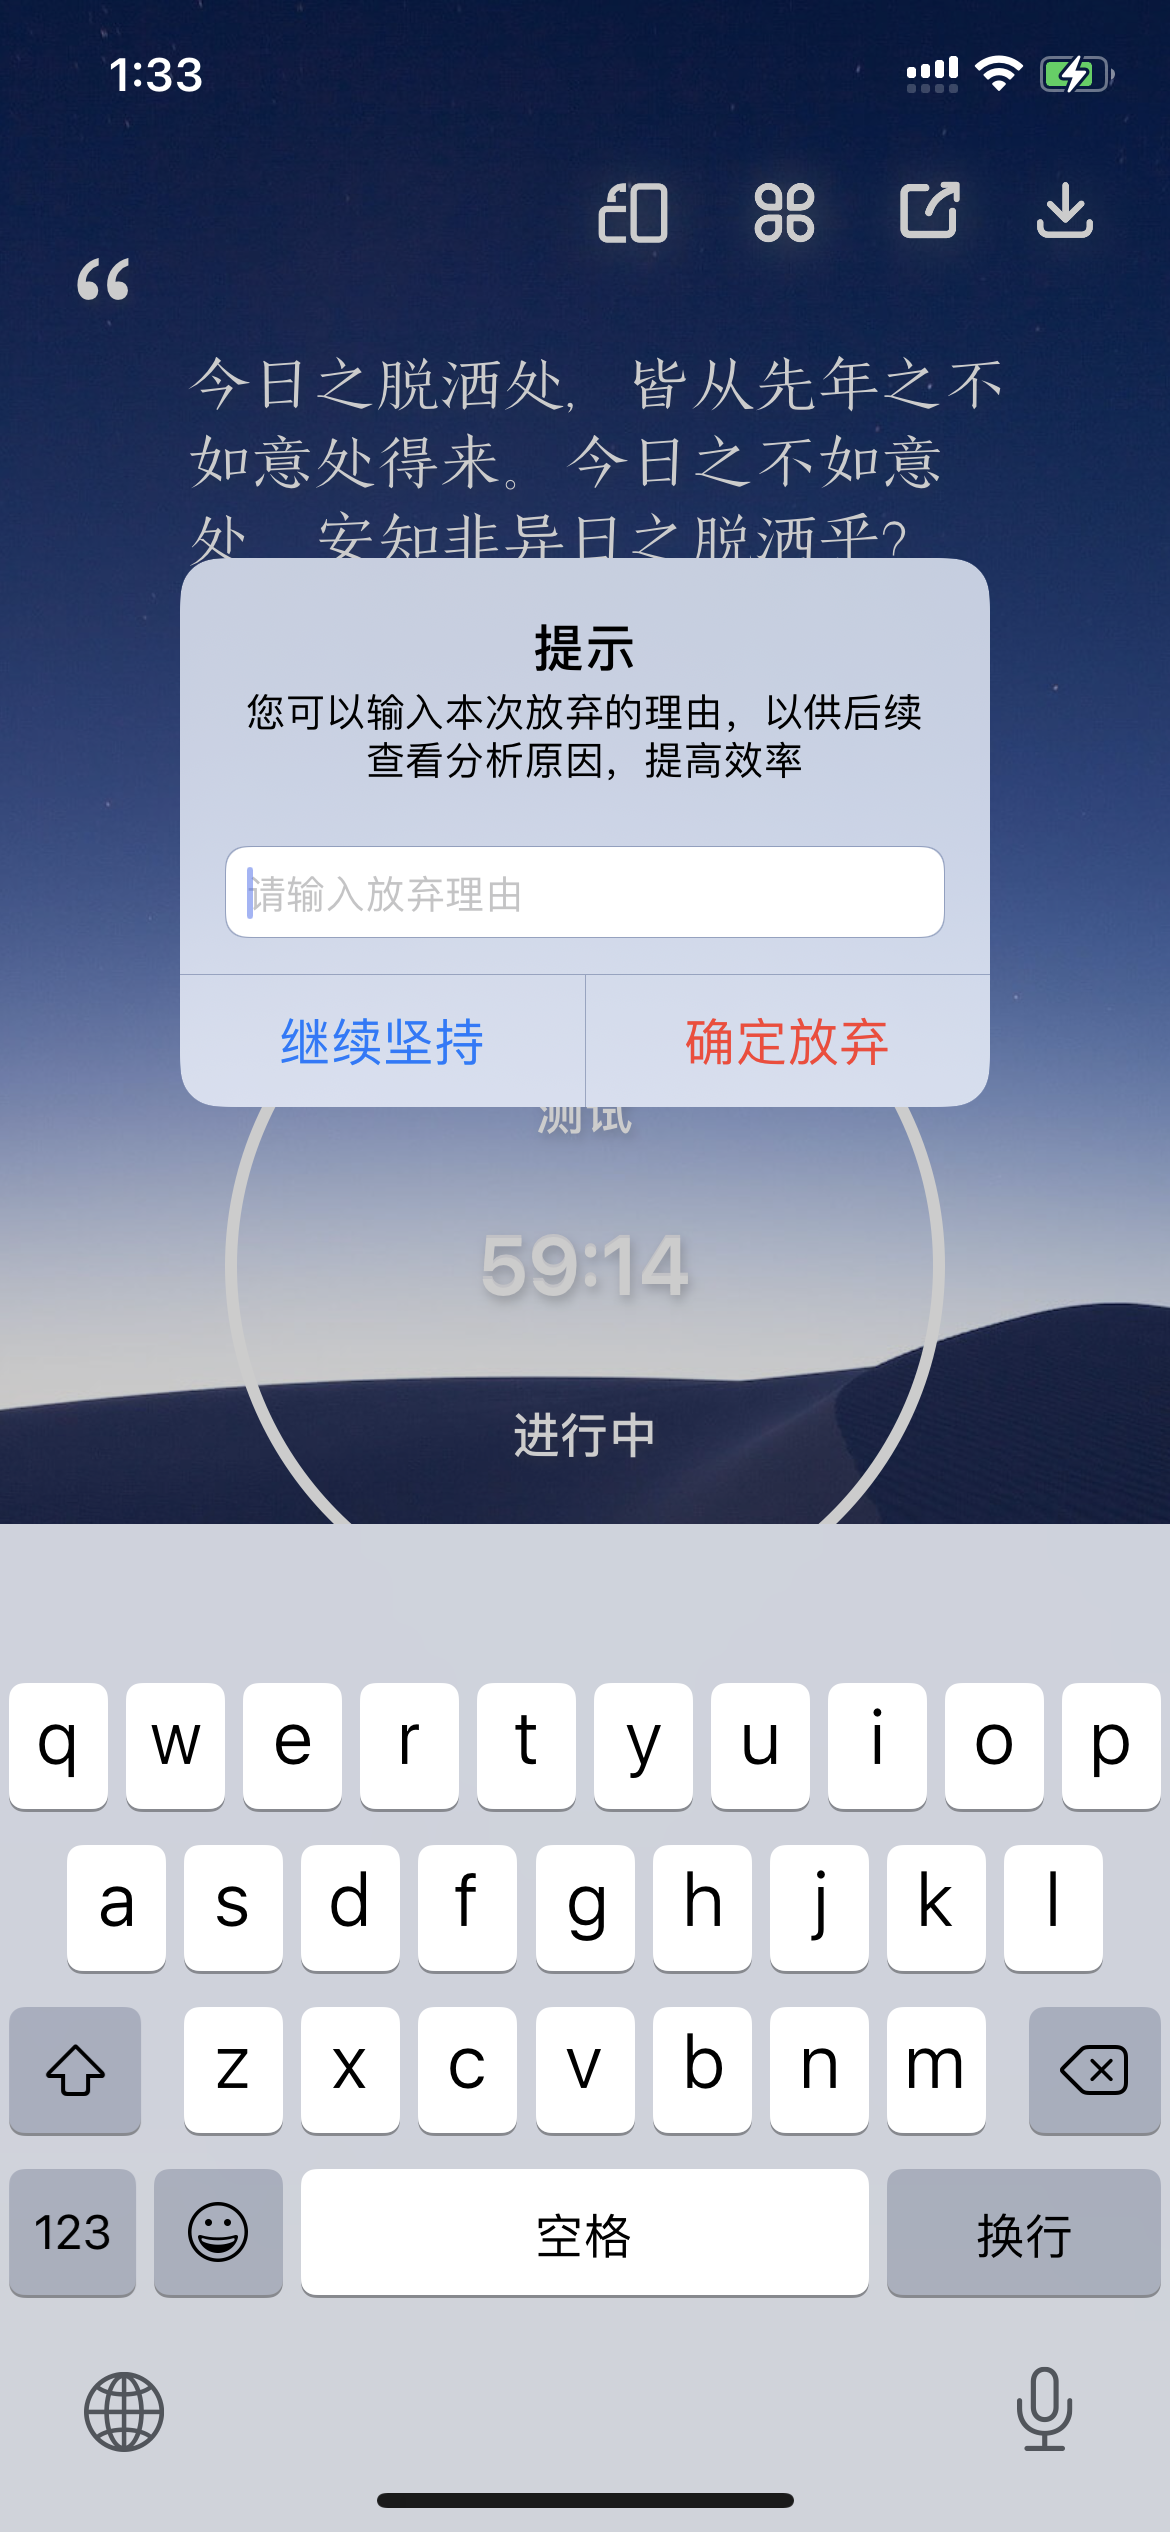 1:33
“
今日之脱洒处，皆从先年之不
如意处得来。今日之不如意
处，安知非异日之脱洒乎？
提示
您可以输入本次放弃的理由，以供后续
查看分析原因，提高效率
请输入放弃理由
继续坚持 确定放弃
测试
59:14
进行中
q w e r t y u i o p
a s d f g h j k l
z x c v b n m
123 空格 换行